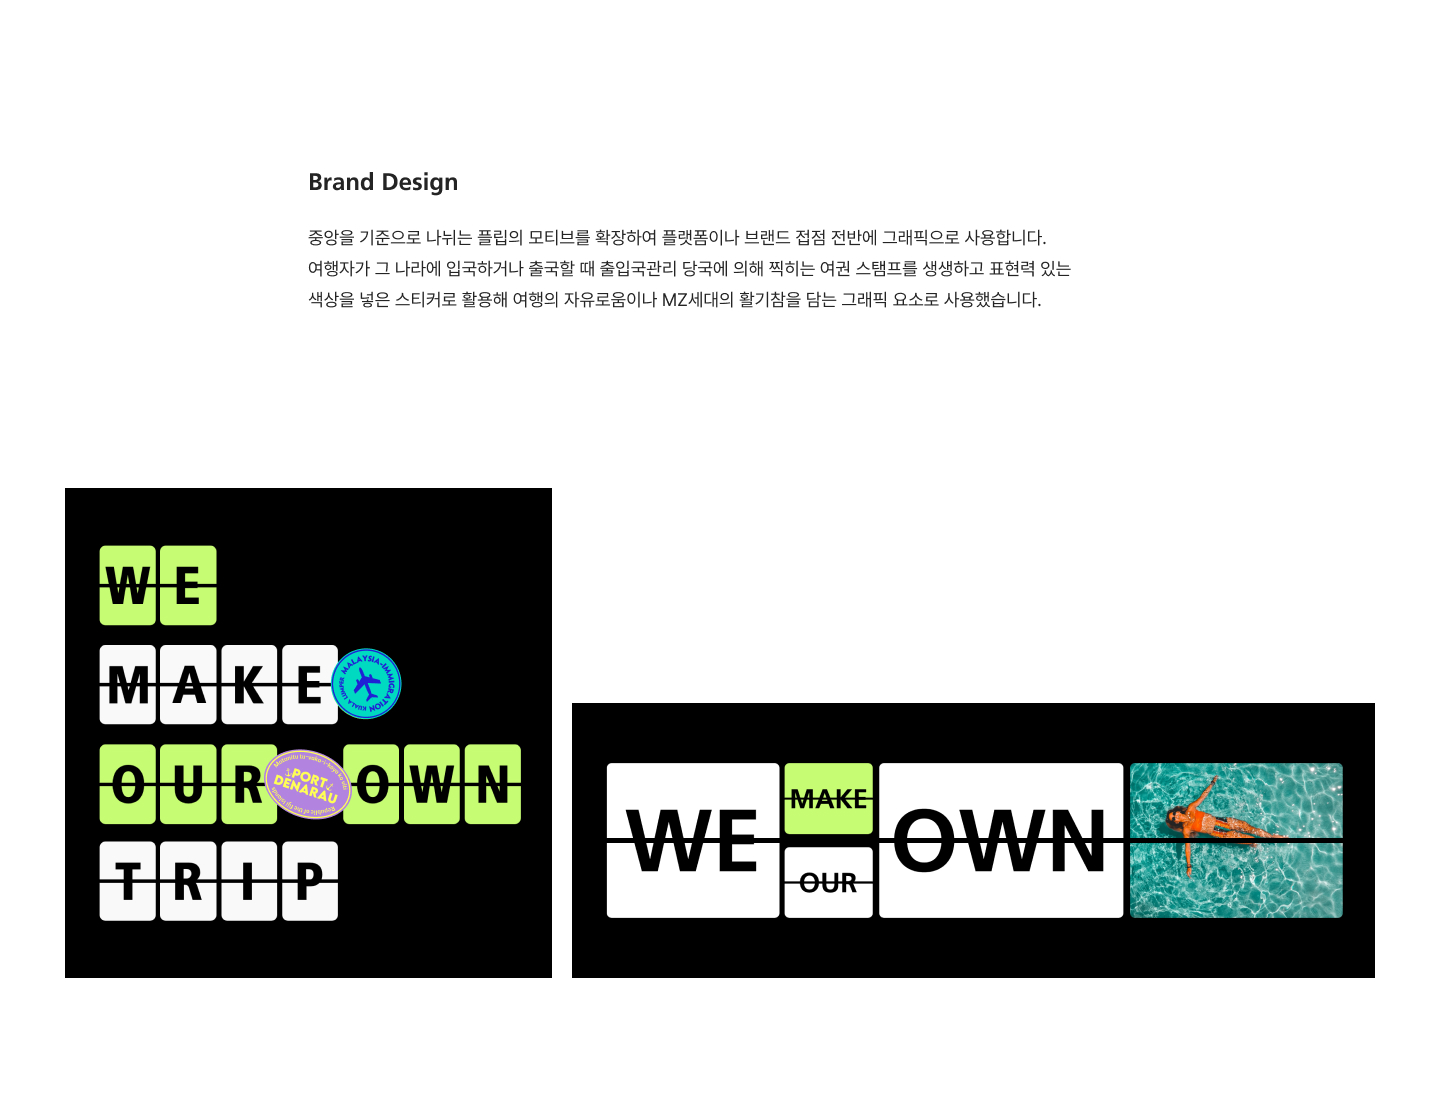 Brand Design
중앙을 기준으로 나뉘는 플립의 모티브를 확장하여 플랫폼이나 브랜드 접점 전반에 그래픽으로 사용합니다.
여행자가 그 나라에 입국하거나 출국할 때 출입국관리 당국에 의해 찍히는 여권 스탬프를 생생하고 표현력 있는
색상을 넣은 스티커로 활용해 여행의 자유로움이나 MZ세대의 활기참을 담는 그래픽 요소로 사용했습니다.
WE
MAKE
MALAYSIA-IMMIGRATION
KUALA LUMPER
OUR OWN
PORT
DENARAU
TRIP
WE
MAKE
OUR
OWN